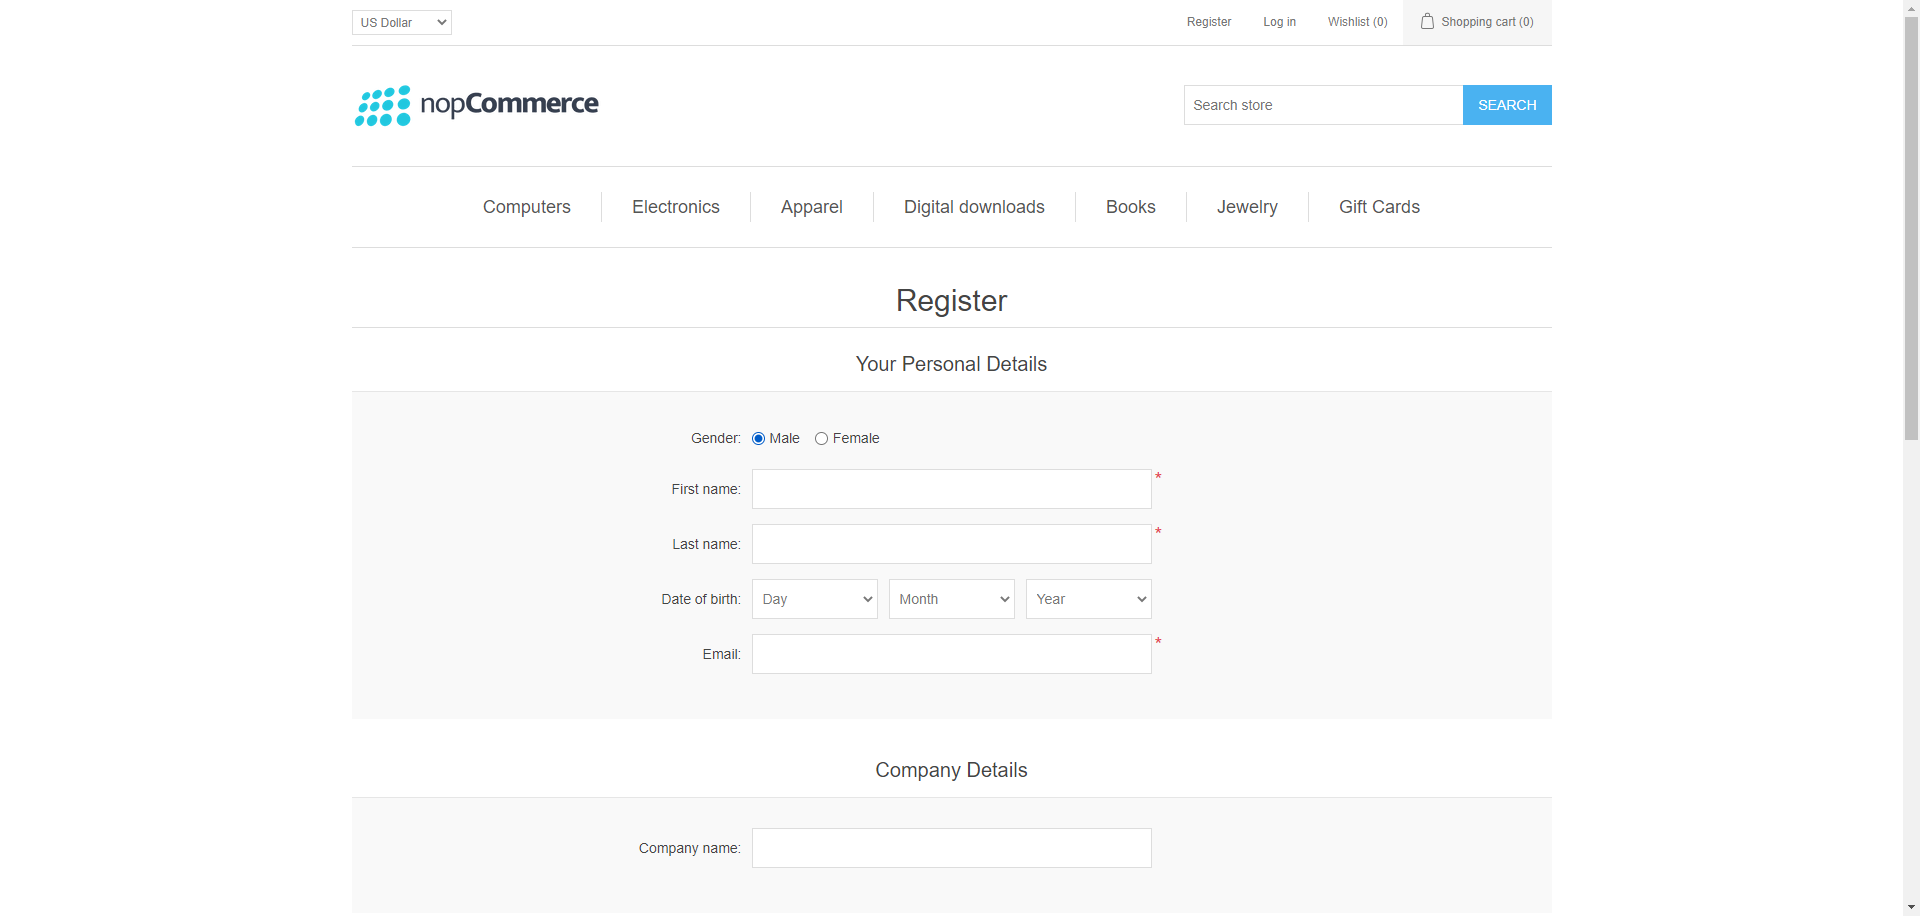 US Dollar Register Log in Wishlist (0) Shopping cart (0)
nopCommerce Search store SEARCH
Computers Electronics Apparel Digital downloads Books Jewelry Gift Cards
Register
Your Personal Details
Gender: Male Female
First name: *
Last name: *
Date of birth: Day Month Year
Email: *
Company Details
Company name: